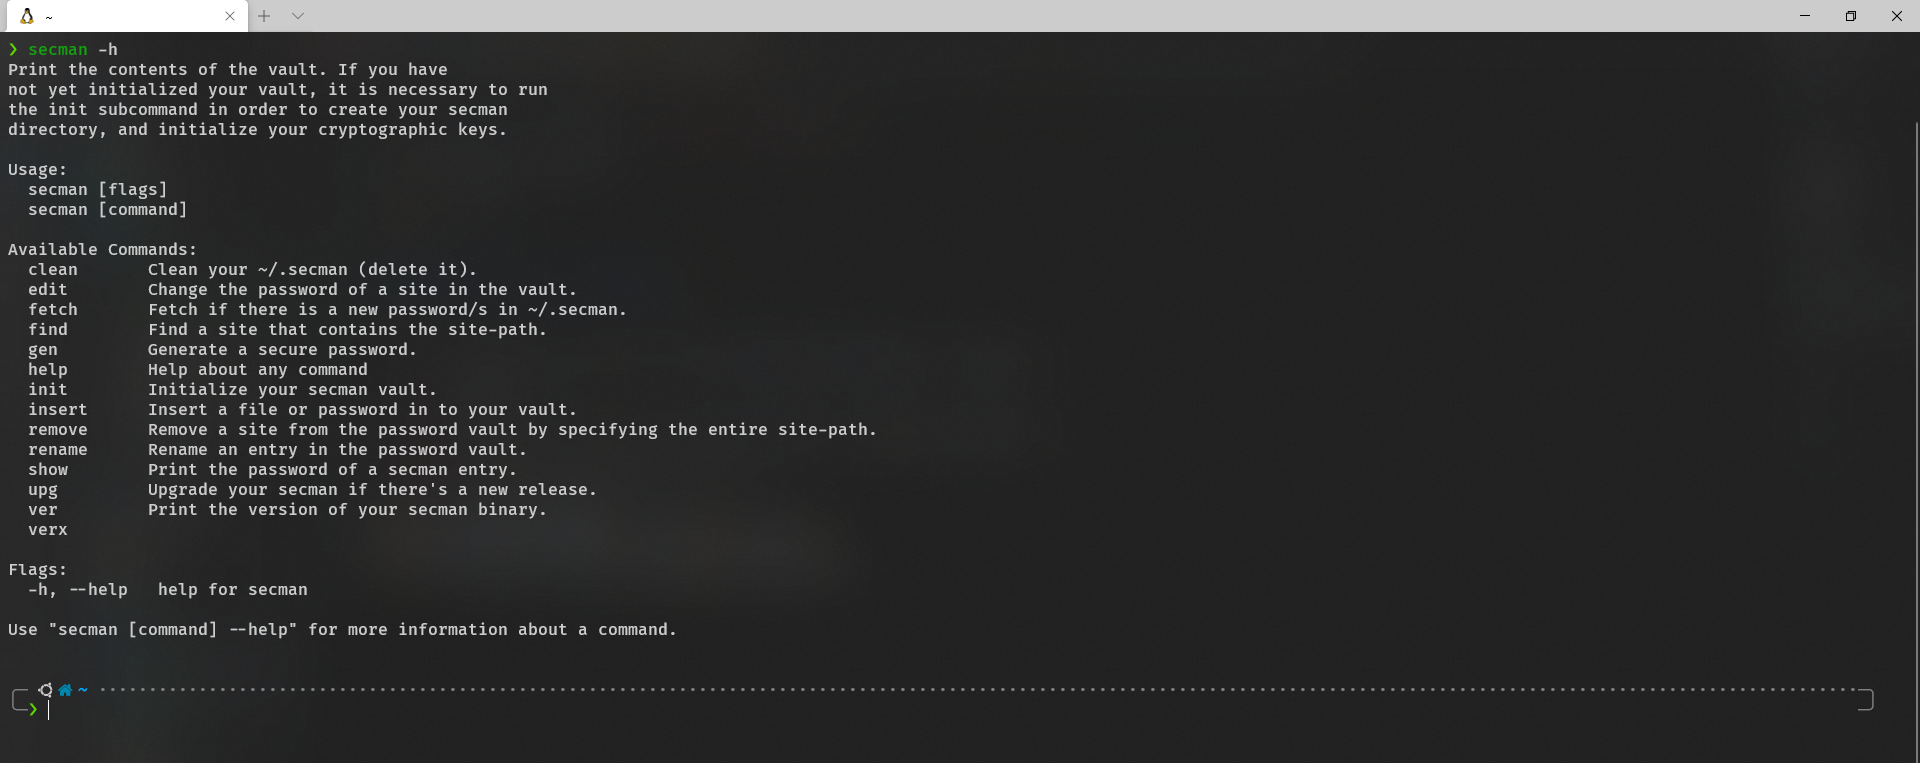 ~
❯ secman -h
Print the contents of the vault. If you have
not yet initialized your vault, it is necessary to run
the init subcommand in order to create your secman
directory, and initialize your cryptographic keys.

Usage:
  secman [flags]
  secman [command]

Available Commands:
  clean       Clean your ~/.secman (delete it).
  edit        Change the password of a site in the vault.
  fetch       Fetch if there is a new password/s in ~/.secman.
  find        Find a site that contains the site-path.
  gen         Generate a secure password.
  help        Help about any command
  init        Initialize your secman vault.
  insert      Insert a file or password in to your vault.
  remove      Remove a site from the password vault by specifying the entire site-path.
  rename      Rename an entry in the password vault.
  show        Print the password of a secman entry.
  upg         Upgrade your secman if there's a new release.
  ver         Print the version of your secman binary.
  verx

Flags:
  -h, --help   help for secman

Use "secman [command] --help" for more information about a command.

~
❯